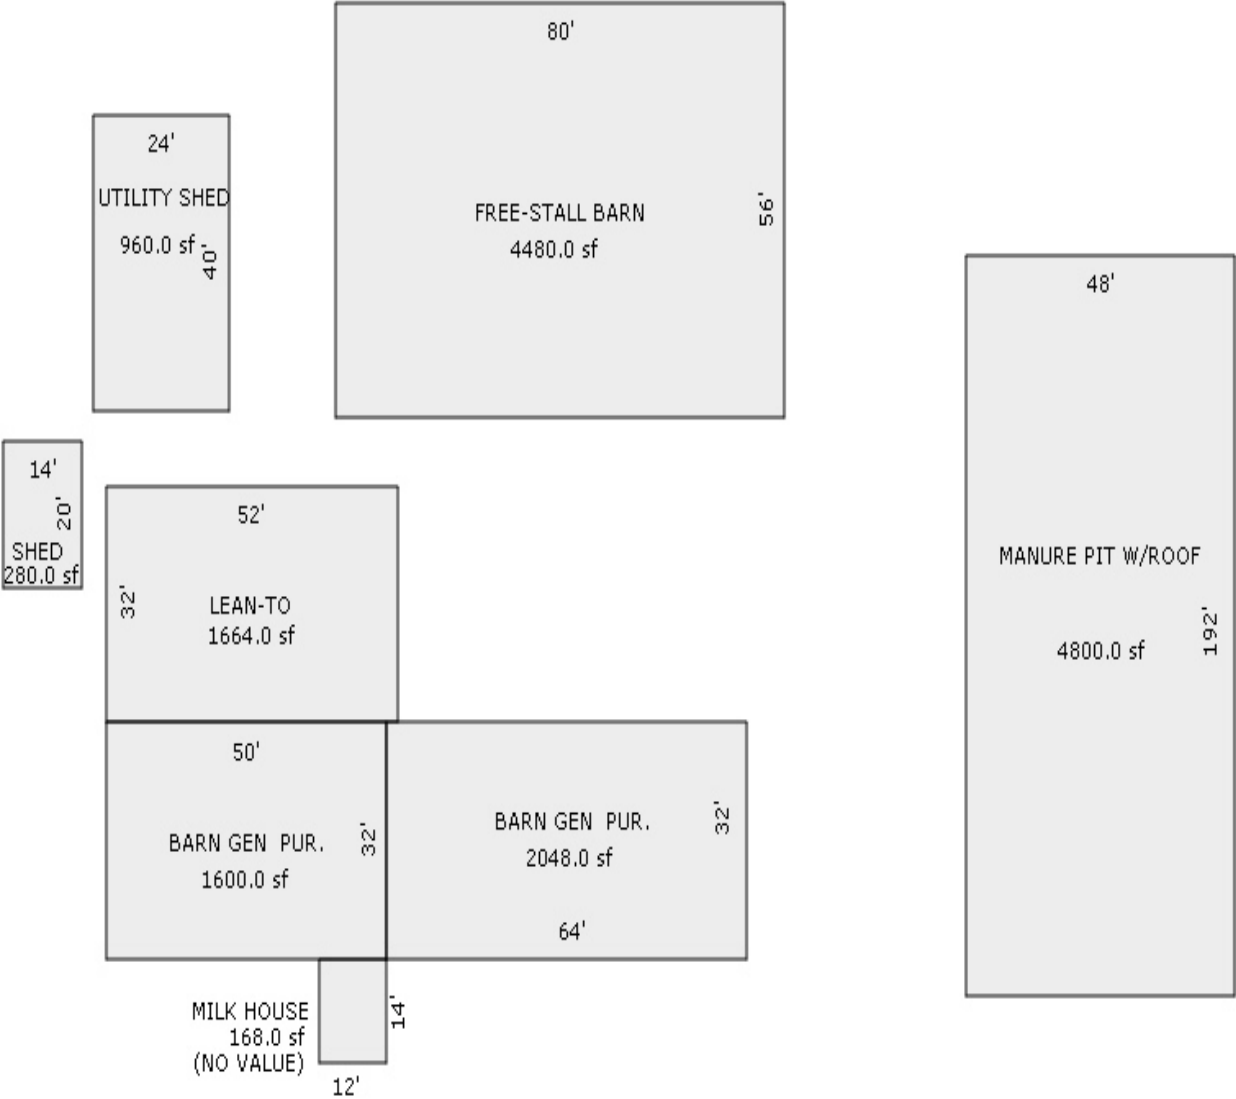 80'
24'
UTILITY SHED
960.0 sf
40'
FREE-STALL BARN
4480.0 sf
56'
48'
MANURE PIT W/ROOF
4800.0 sf
192'
14'
20'
SHED
280.0 sf
52'
32'
LEAN-TO
1664.0 sf
50'
BARN GEN PUR.
1600.0 sf
32'
BARN GEN PUR.
2048.0 sf
32'
64'
MILK HOUSE
168.0 sf
(NO VALUE)
14'
12'